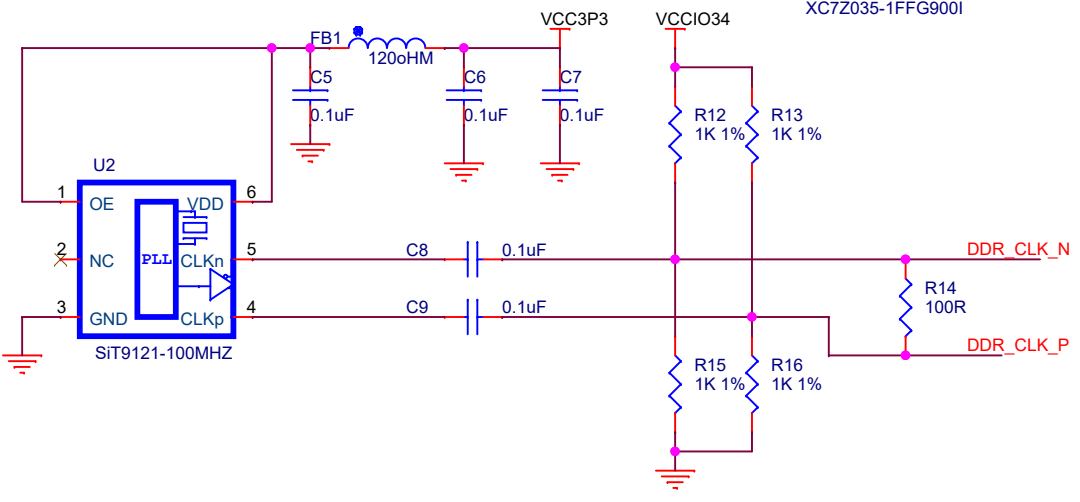 XC7Z035-1FFG900I
VCC3P3
VCCIO34
FB1
120oHM
C5
0.1uF
C6
0.1uF
C7
0.1uF
R12
1K 1%
R13
1K 1%
U2
1
OE
VDD
6
2
NC
PLL
CLKn
5
3
GND
CLKp
4
SiT9121-100MHZ
C8
0.1uF
C9
0.1uF
DDR_CLK_N
R14
100R
DDR_CLK_P
R15
1K 1%
R16
1K 1%